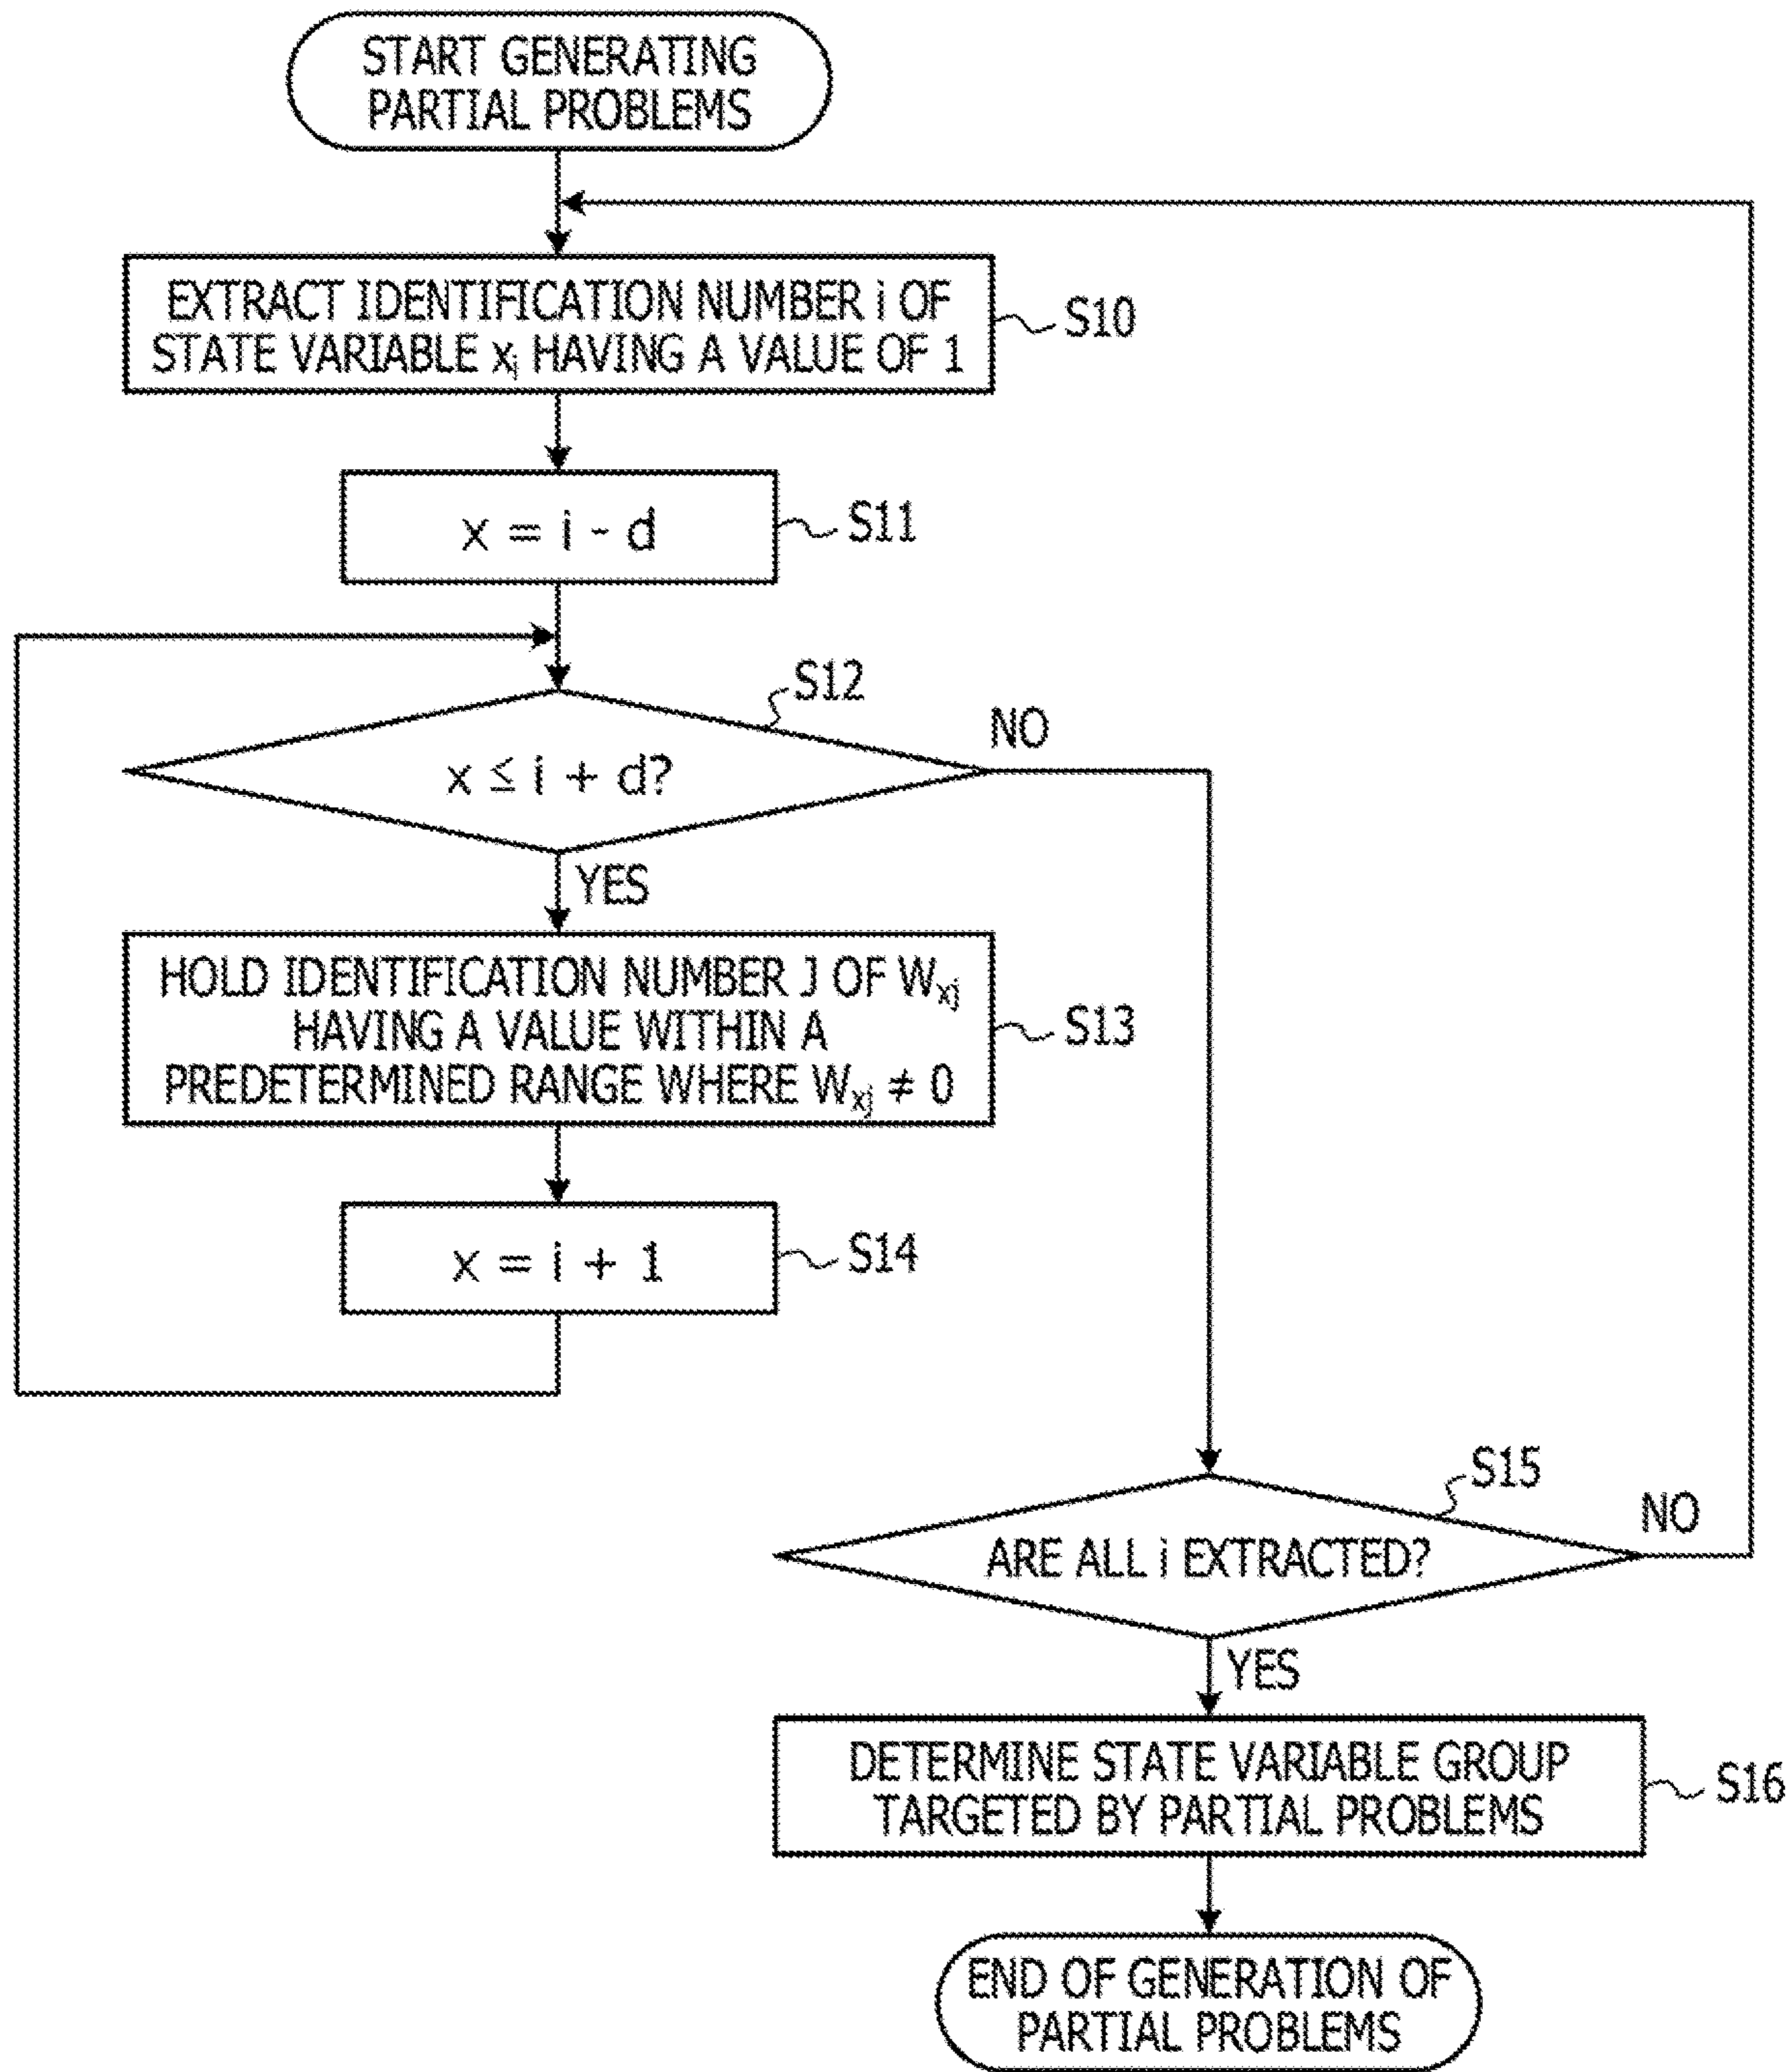 START GENERATING
PARTIAL PROBLEMS
EXTRACT IDENTIFICATION NUMBER i OF
STATE VARIABLE xj HAVING A VALUE OF 1
S10
x = i - d
S11
S12
x ≤ i + d?
NO
YES
HOLD IDENTIFICATION NUMBER J OF Wxj
HAVING A VALUE WITHIN A
PREDETERMINED RANGE WHERE Wxj ≠ 0
S13
x = i + 1
S14
S15
ARE ALL i EXTRACTED?
NO
YES
DETERMINE STATE VARIABLE GROUP
TARGETED BY PARTIAL PROBLEMS
S16
END OF GENERATION OF
PARTIAL PROBLEMS